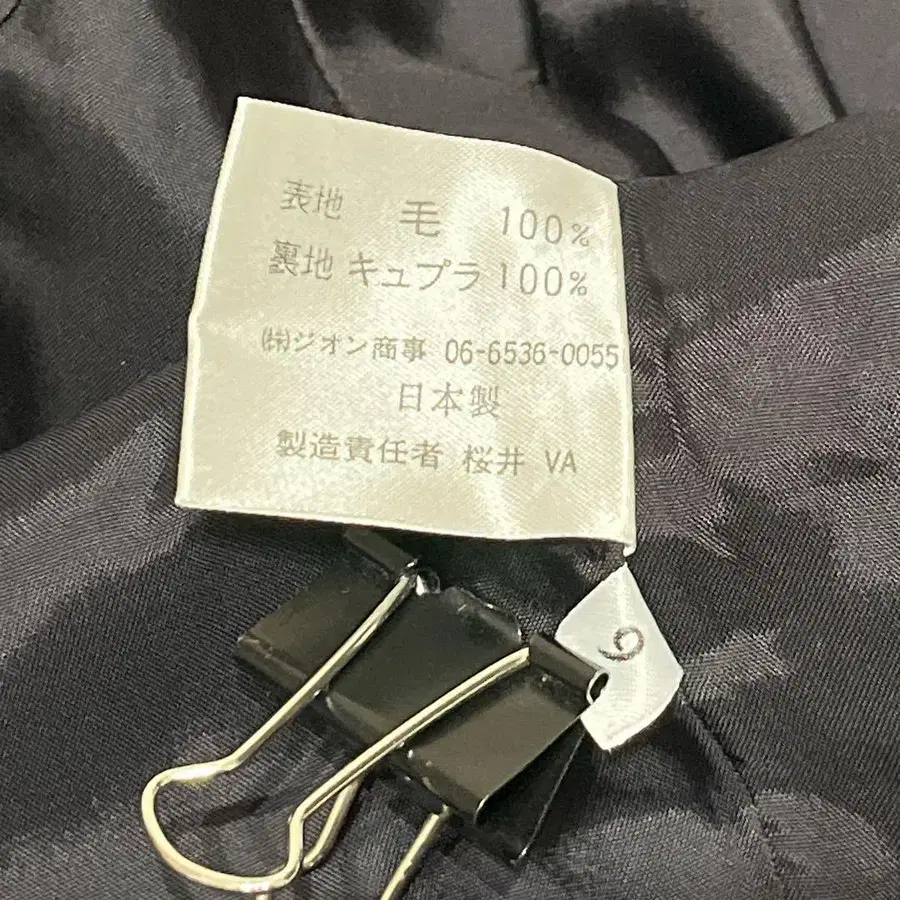 表地 毛 100%
裏地 キュプラ 100%
㈱ジオン商事 06-6536-0055
日本製
製造責任者 桜井 VA
9